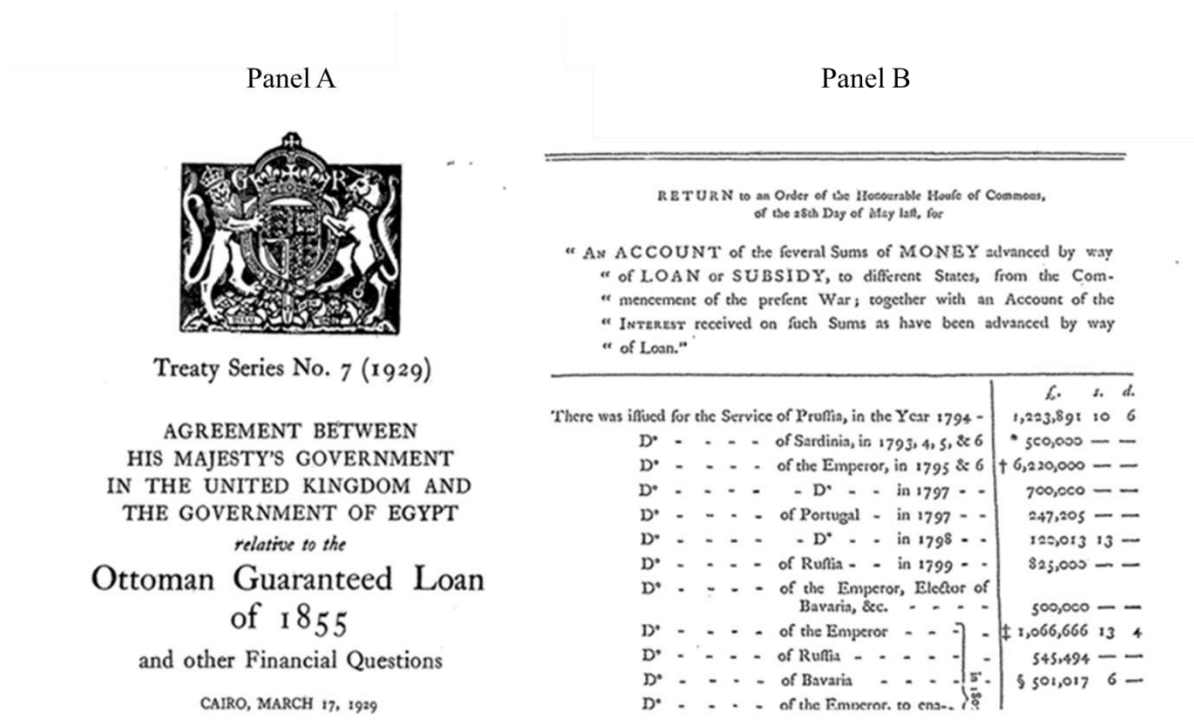 Panel A
G R
Treaty Series No. 7 (1929)
AGREEMENT BETWEEN
HIS MAJESTY'S GOVERNMENT
IN THE UNITED KINGDOM AND
THE GOVERNMENT OF EGYPT
relative to the
Ottoman Guaranteed Loan
of 1855
and other Financial Questions
CAIRO, MARCH 17, 1929
Panel B
RETURN to an Order of the Honourable Houſe of Commons,
of the 28th Day of May laſt, for
“ AN ACCOUNT of the ſeveral Sums of MONEY advanced by way
“ of LOAN or SUBSIDY, to different States, from the Com-
“ mencement of the preſent War; together with an Account of the
“ INTEREST received on ſuch Sums as have been advanced by way
“ of Loan.”
£. s. d.
There was iſſued for the Service of Pruſſia, in the Year 1794 - 1,223,891 10 6
Dº - - - - of Sardinia, in 1793, 4, 5, & 6 * 500,000 — —
Dº - - - - of the Emperor, in 1795 & 6 † 6,220,000 — —
Dº - - - - - Dº - - in 1797 - - 700,000 — —
Dº - - - - of Portugal - in 1797 - - 247,205 — —
Dº - - - - - Dº - - in 1798 - - 120,013 13 —
Dº - - - - of Ruſſia - - in 1799 - - 825,000 — —
Dº - - - - of the Emperor, Elector of
Bavaria, &c. - - - - 500,000 — —
Dº - - - - of the Emperor - - - - ‡ 1,066,666 13 4
Dº - - - - of Ruſſia - - - - - - 545,494 — —
Dº - - - - of Bavaria - - - - - § 501,017 6 —
Dº - - - - of the Emperor, to ena-